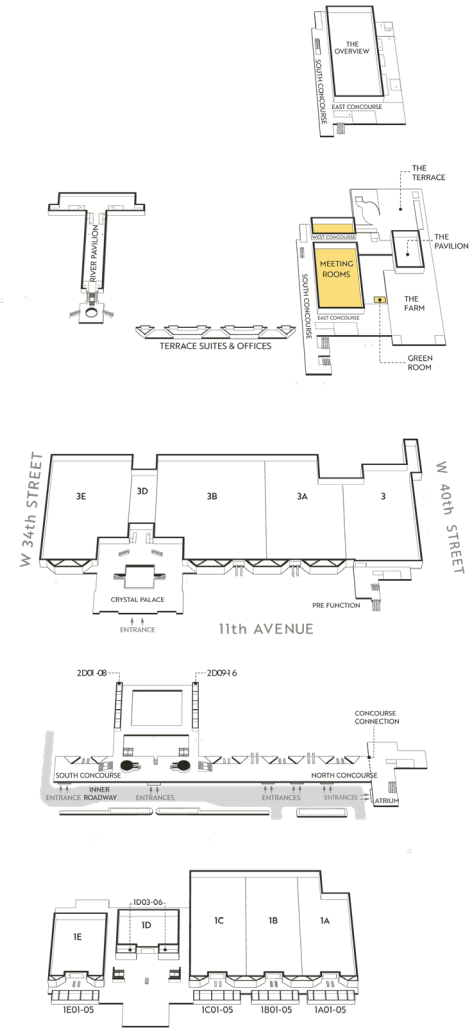 THE
OVERVIEW
SOUTH CONCOURSE
EAST CONCOURSE
THE
TERRACE
RIVER PAVILION
WEST CONCOURSE
THE
PAVILION
MEETING
ROOMS
SOUTH CONCOURSE
THE
FARM
EAST CONCOURSE
TERRACE SUITES & OFFICES
GREEN
ROOM
W 34th STREET
W 40th STREET
3E
3D
3B
3A
3
CRYSTAL PALACE
PRE FUNCTION
ENTRANCE
11th AVENUE
2D01-08
2D09-16
CONCOURSE
CONNECTION
SOUTH CONCOURSE
NORTH CONCOURSE
ENTRANCE
INNER
ROADWAY
ENTRANCES
ENTRANCES
ENTRANCES
ATRIUM
1D03-06
1E
1D
1C
1B
1A
1E01-05
1C01-05
1B01-05
1A01-05